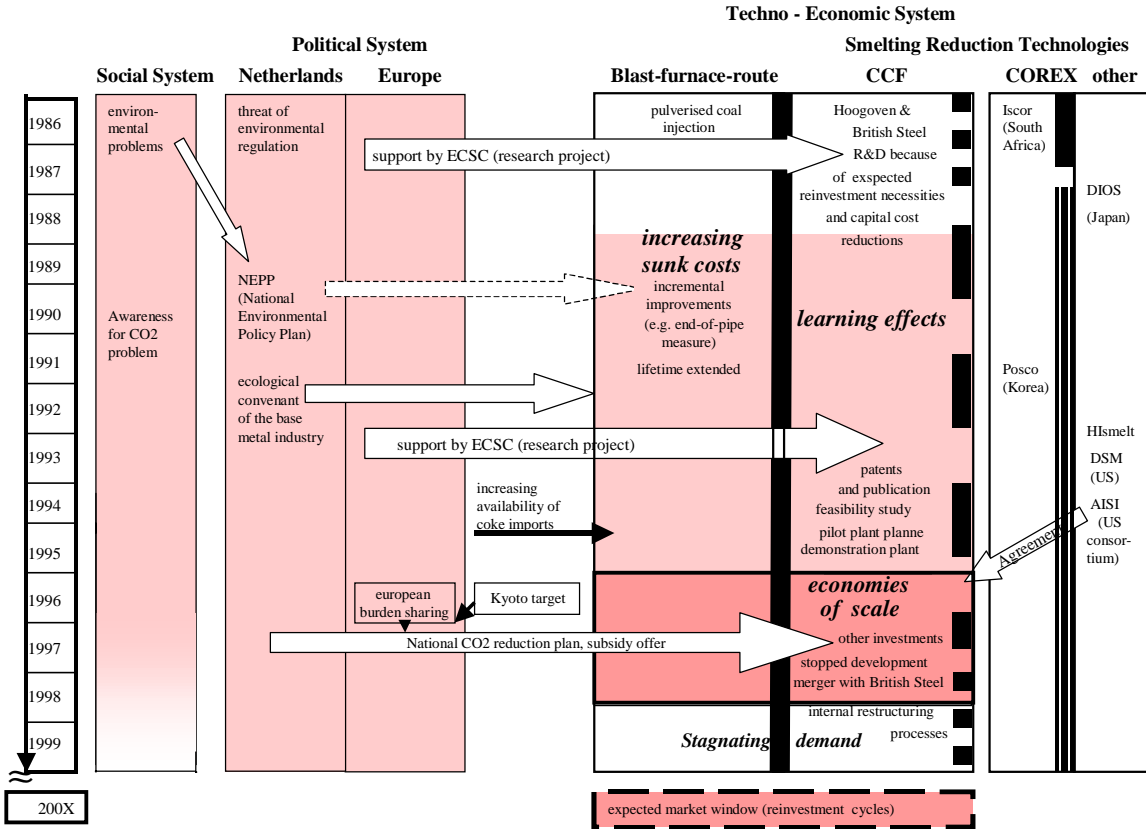 Techno - Economic System
Political System
Smelting Reduction Technologies
Social System
Netherlands
Europe
Blast-furnace-route
CCF
COREX
other
1986
1987
1988
1989
1990
1991
1992
1993
1994
1995
1996
1997
1998
1999
200X
environ-
mental
problems
Awareness
for CO2
problem
threat of
environmental
regulation
NEPP
(National
Environmental
Policy Plan)
ecological
convenant
of the base
metal industry
support by ECSC (research project)
support by ECSC (research project)
increasing
availability of
coke imports
european
burden sharing
Kyoto target
National CO2 reduction plan, subsidy offer
pulverised coal
injection
increasing
sunk costs
incremental
improvements
(e.g. end-of-pipe
measure)
lifetime extended
Hoogoven &
British Steel
R&D because
of exspected
reinvestment necessities
and capital cost
reductions
learning effects
patents
and publication
feasibility study
pilot plant planne
demonstration plant
economies
of scale
other investments
stopped development
merger with British Steel
internal restructuring
processes
Stagnating demand
expected market window (reinvestment cycles)
Iscor
(South
Africa)
Posco
(Korea)
DIOS
(Japan)
HIsmelt
DSM
(US)
AISI
(US
consor-
tium)
Agreement